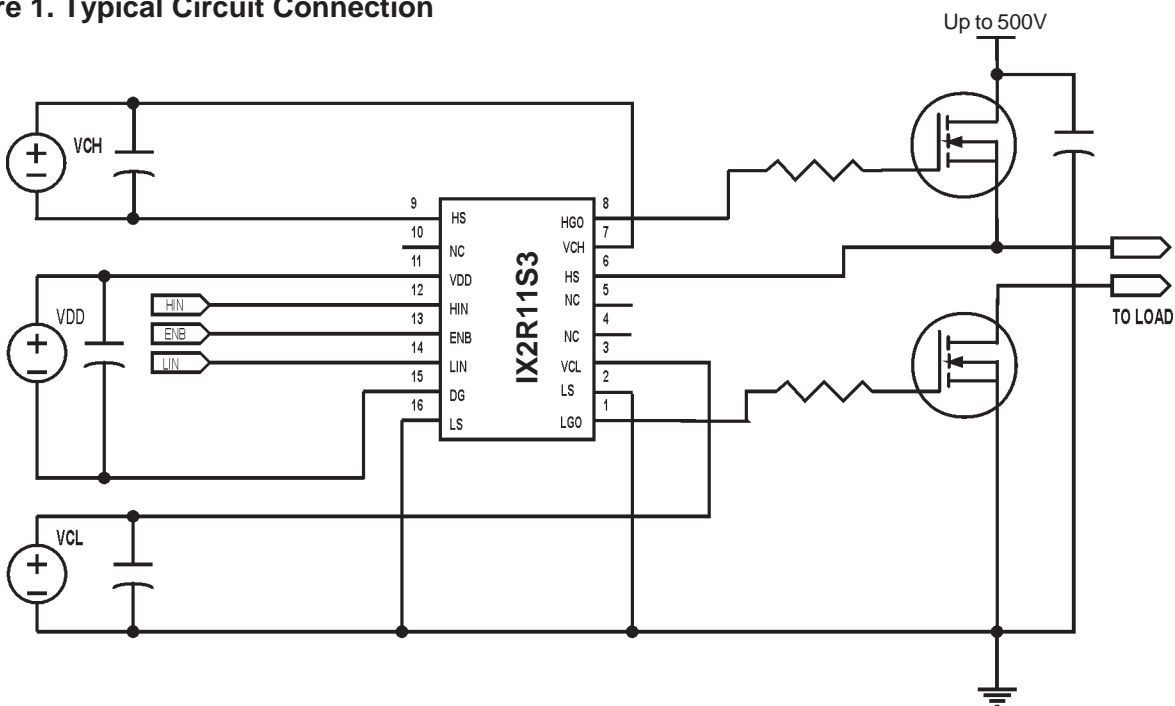 re 1. Typical Circuit Connection
Up to 500V
VCH
9
HS
10
NC
11
VDD
12
HIN
13
ENB
14
LIN
15
DG
16
LS
IX2R11S3
8
HGO
7
VCH
6
HS
5
NC
4
NC
3
VCL
2
LS
1
LGO
VDD
HIN
ENB
LIN
TO LOAD
VCL